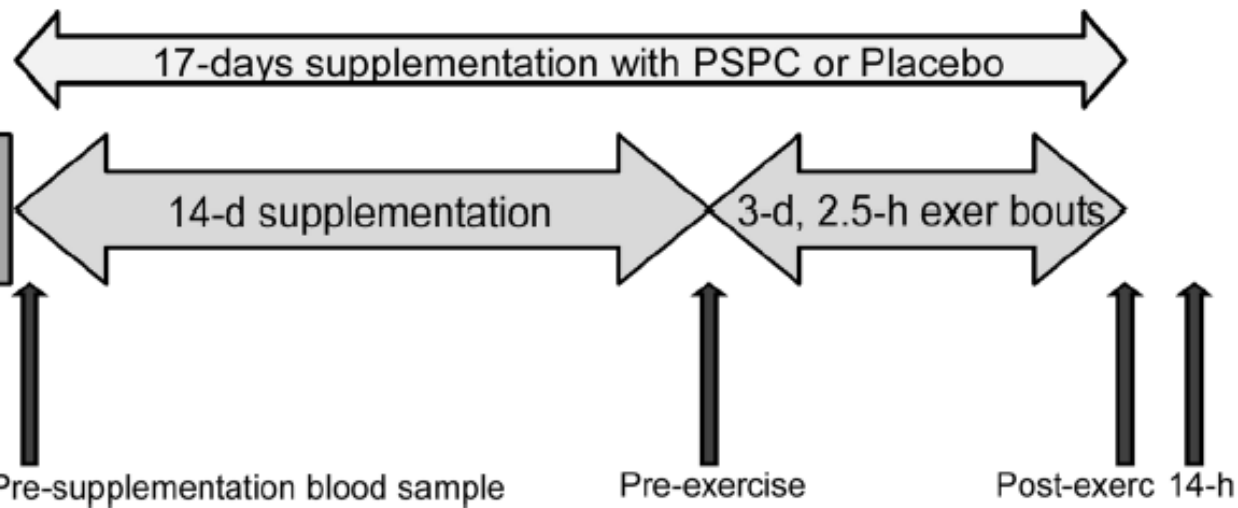 17-days supplementation with PSPC or Placebo
14-d supplementation
3-d, 2.5-h exer bouts
Pre-supplementation blood sample
Pre-exercise
Post-exerc
14-h